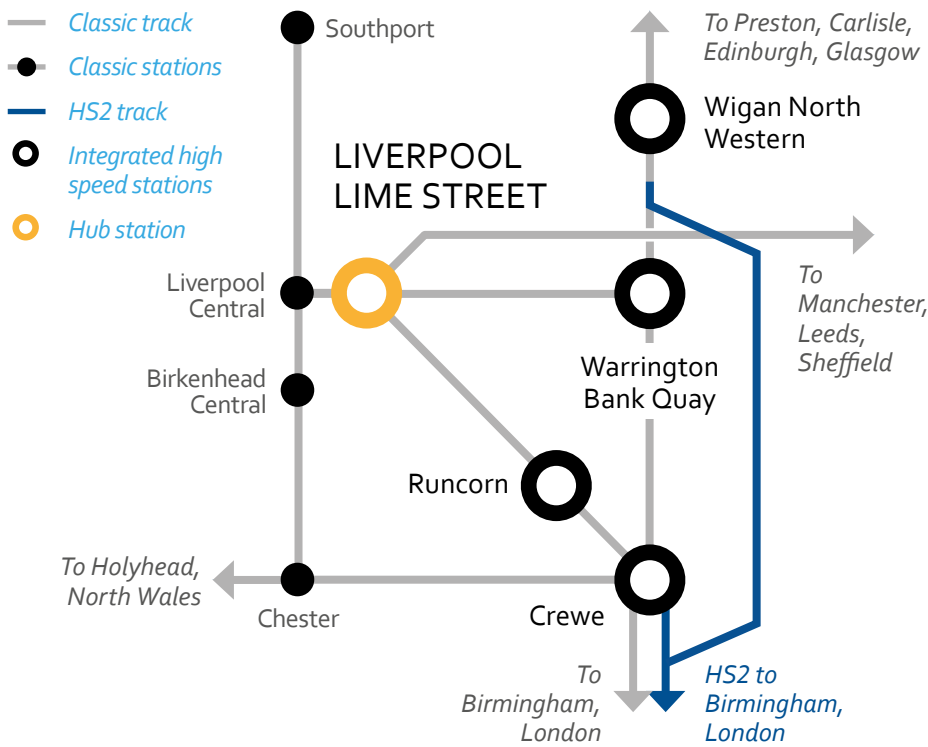 Classic track
Classic stations
HS2 track
Integrated high
speed stations
Hub station
Southport
To Preston, Carlisle,
Edinburgh, Glasgow
Wigan North
Western
LIVERPOOL
LIME STREET
Liverpool
Central
To
Manchester,
Leeds,
Sheffield
Warrington
Bank Quay
Birkenhead
Central
Runcorn
To Holyhead,
North Wales
Chester
Crewe
To
Birmingham,
London
HS2 to
Birmingham,
London